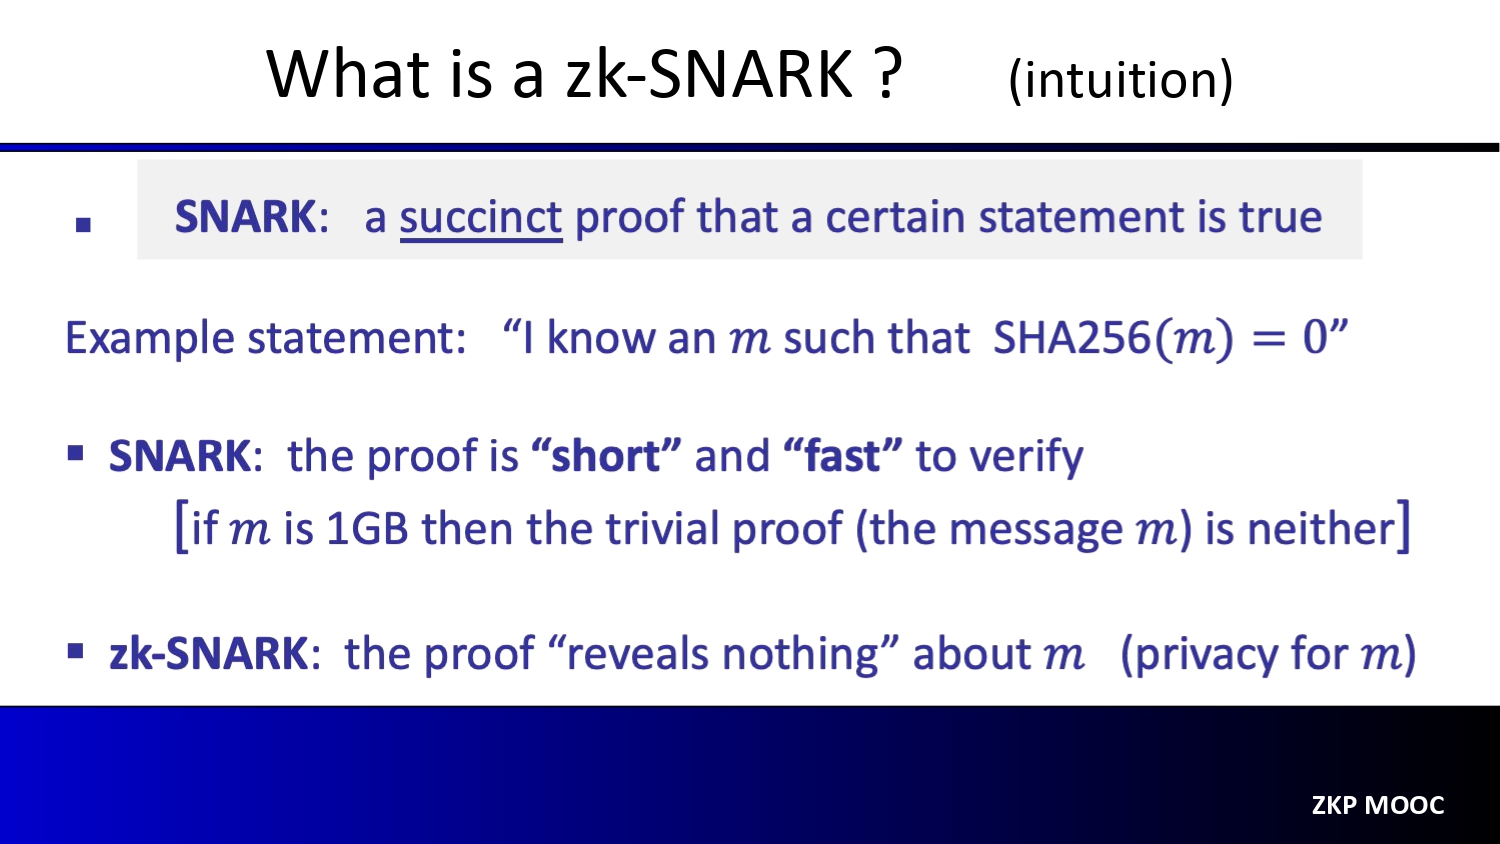 What is a zk-SNARK ? (intuition)
▪ SNARK: a succinct proof that a certain statement is true
Example statement: “I know an 𝑚 such that SHA256(𝑚) = 0”
▪ SNARK: the proof is “short” and “fast” to verify
[if 𝑚 is 1GB then the trivial proof (the message 𝑚) is neither]
▪ zk-SNARK: the proof “reveals nothing” about 𝑚 (privacy for 𝑚)
ZKP MOOC